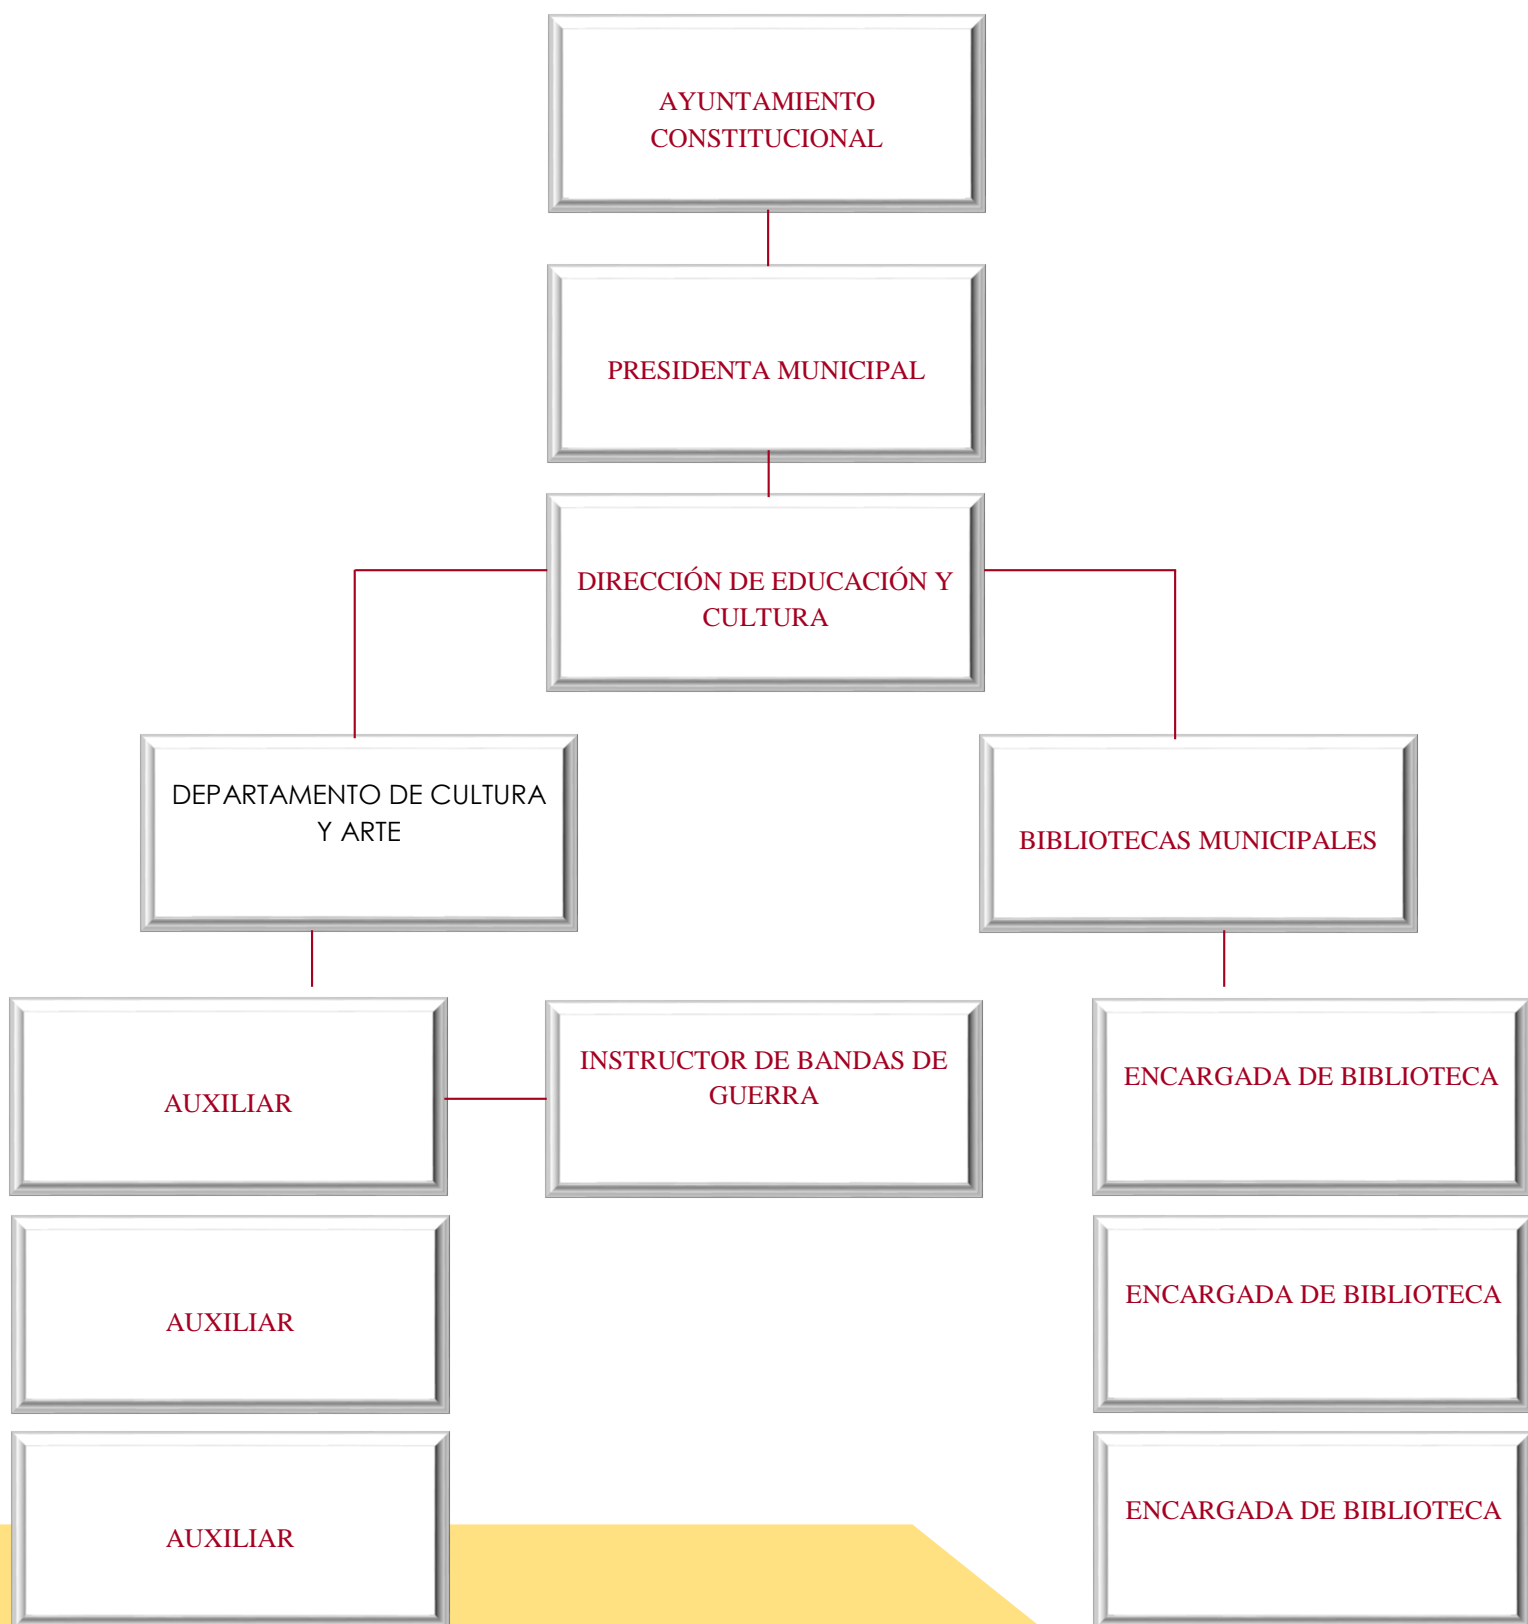 AYUNTAMIENTO
CONSTITUCIONAL
PRESIDENTA MUNICIPAL
DIRECCIÓN DE EDUCACIÓN Y
CULTURA
DEPARTAMENTO DE CULTURA
Y ARTE
BIBLIOTECAS MUNICIPALES
AUXILIAR
INSTRUCTOR DE BANDAS DE
GUERRA
ENCARGADA DE BIBLIOTECA
AUXILIAR
ENCARGADA DE BIBLIOTECA
AUXILIAR
ENCARGADA DE BIBLIOTECA